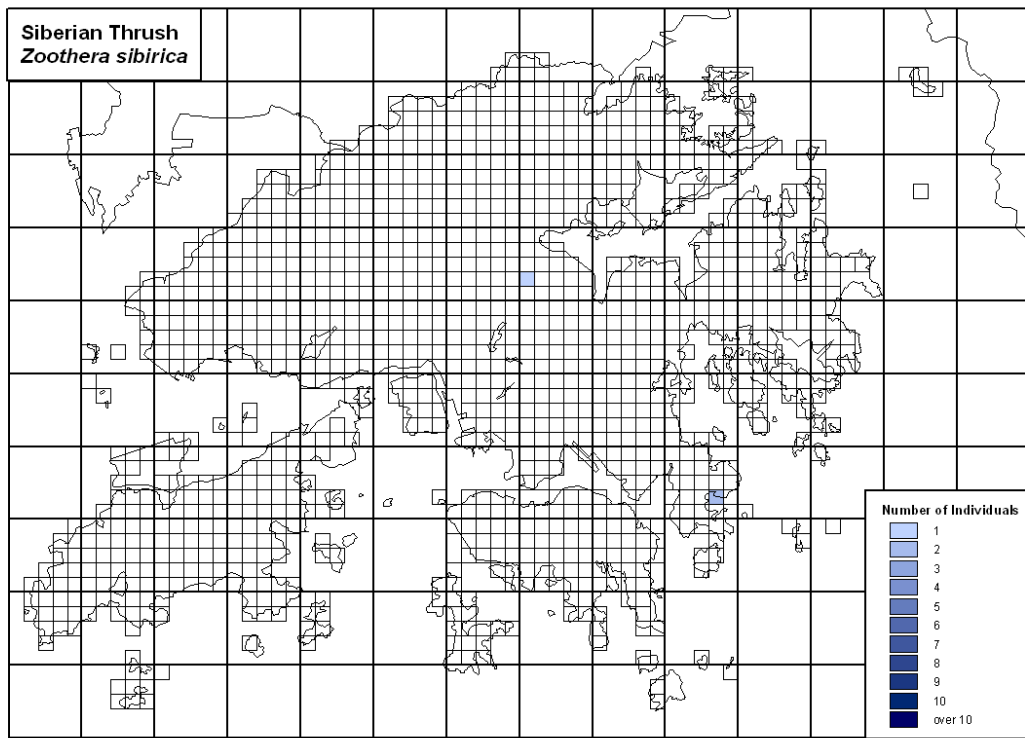 Siberian Thrush
Zoothera sibirica
Number of Individuals
1
2
3
4
5
6
7
8
9
10
over 10